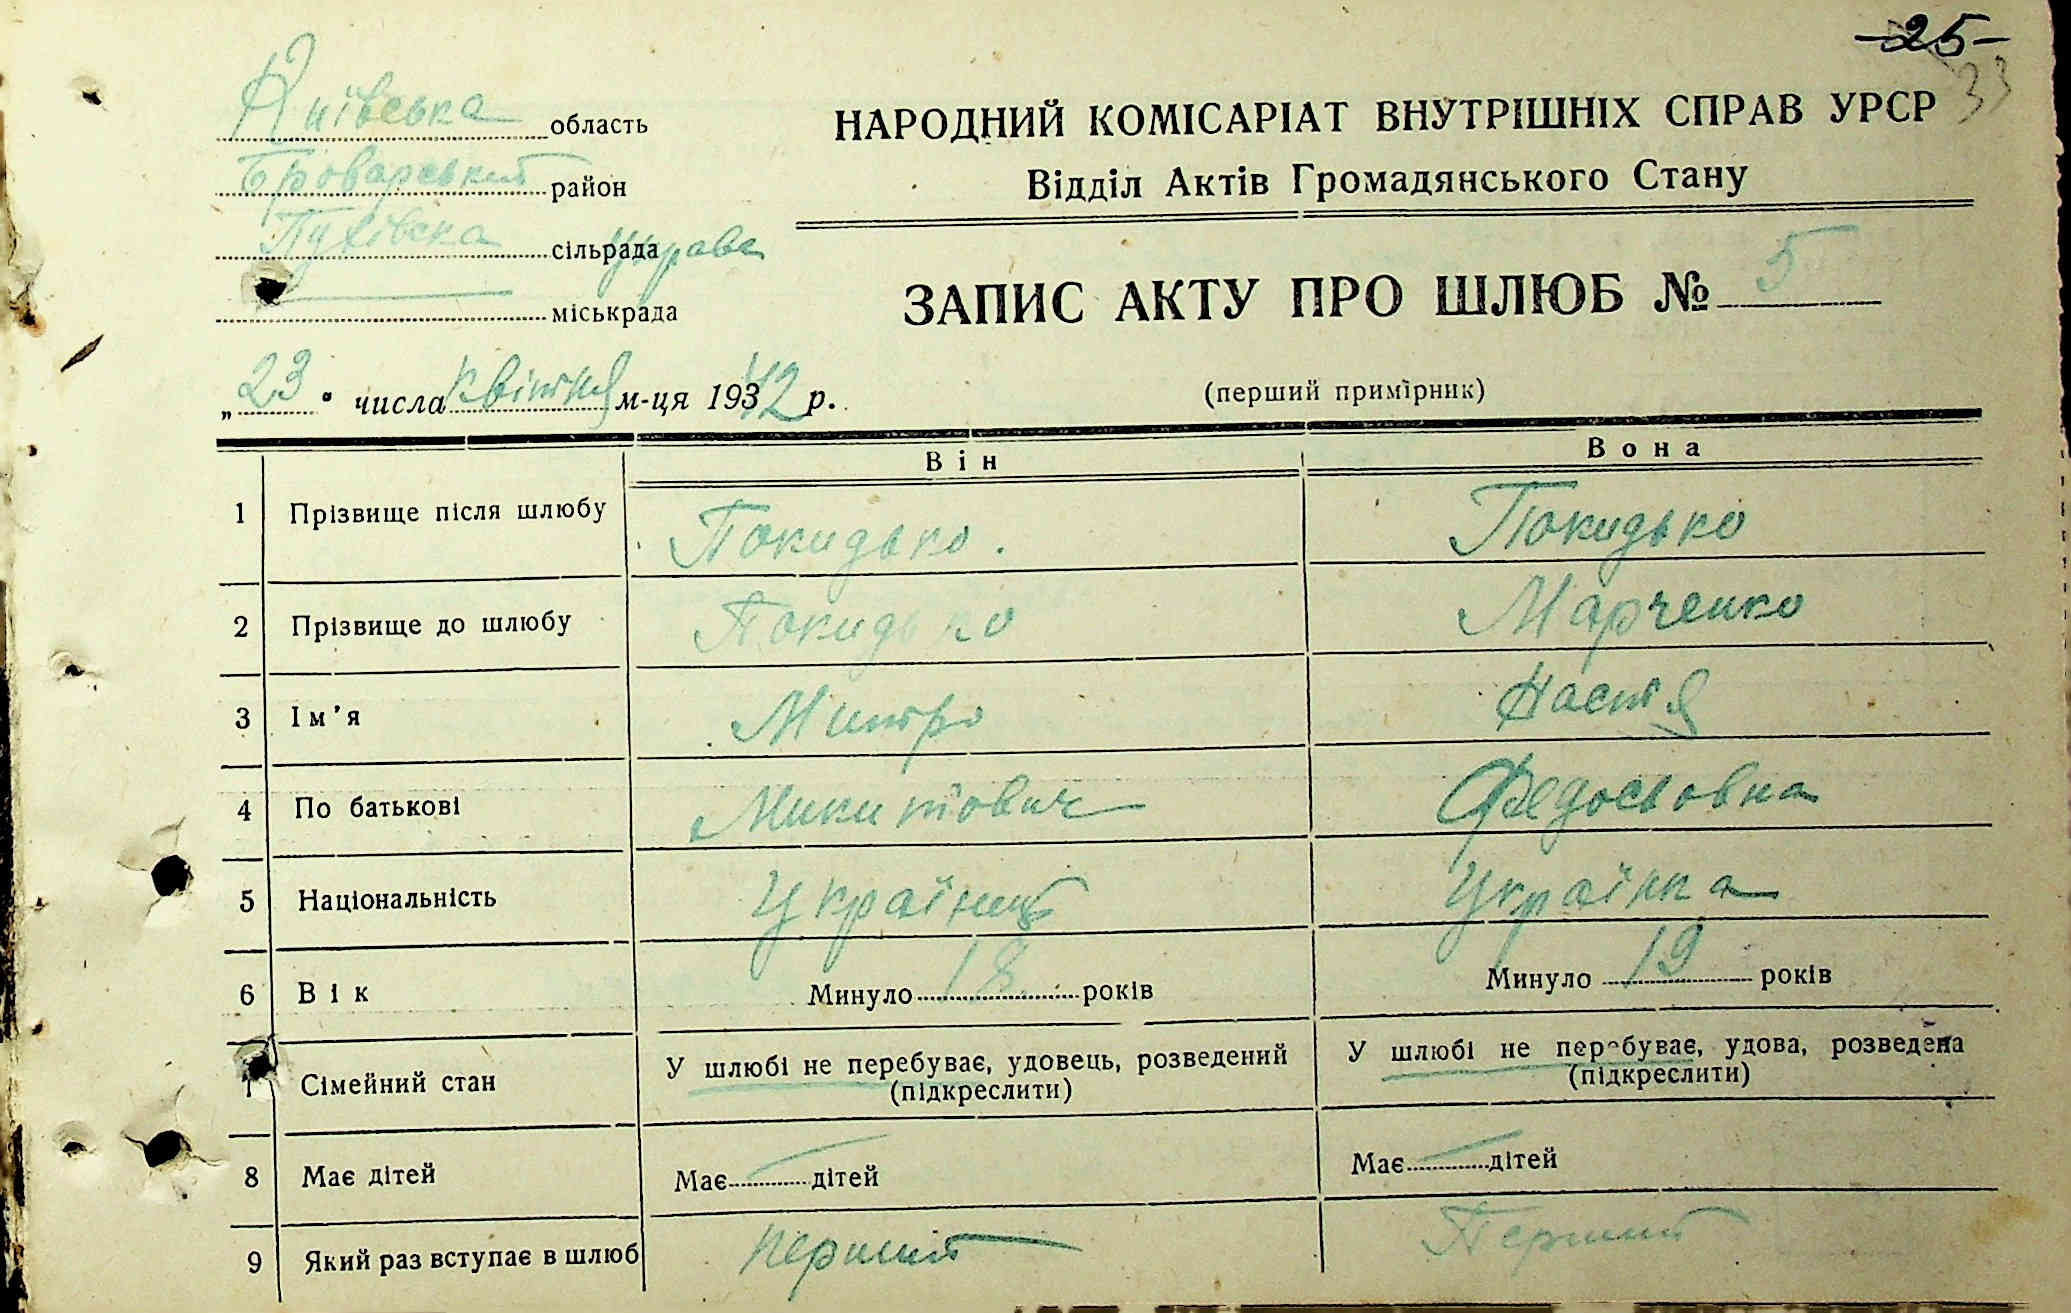 -25-
33
Київська область
НАРОДНИЙ КОМІСАРІАТ ВНУТРІШНІХ СПРАВ УРСР
Броварський район
Відділ Актів Громадянського Стану
Пухівска сільрада Управа
міськрада
ЗАПИС АКТУ ПРО ШЛЮБ № 5
„23" числа квітня м-ця 1942 р.
(перший примірник)
Він
Вона
1 Прізвище після шлюбу Покидько. Покидько
2 Прізвище до шлюбу Покидько Марченко
3 Ім'я Митро Настя
4 По батькові Микитович Федосьовна
5 Національність Українець Українка
6 Вік Минуло 18 років Минуло 19 років
7 Сімейний стан У шлюбі не перебуває, удовець, розведений (підкреслити) У шлюбі не перебуває, удова, розведена (підкреслити)
8 Має дітей Має — дітей Має — дітей
9 Який раз вступає в шлюб перший Перший